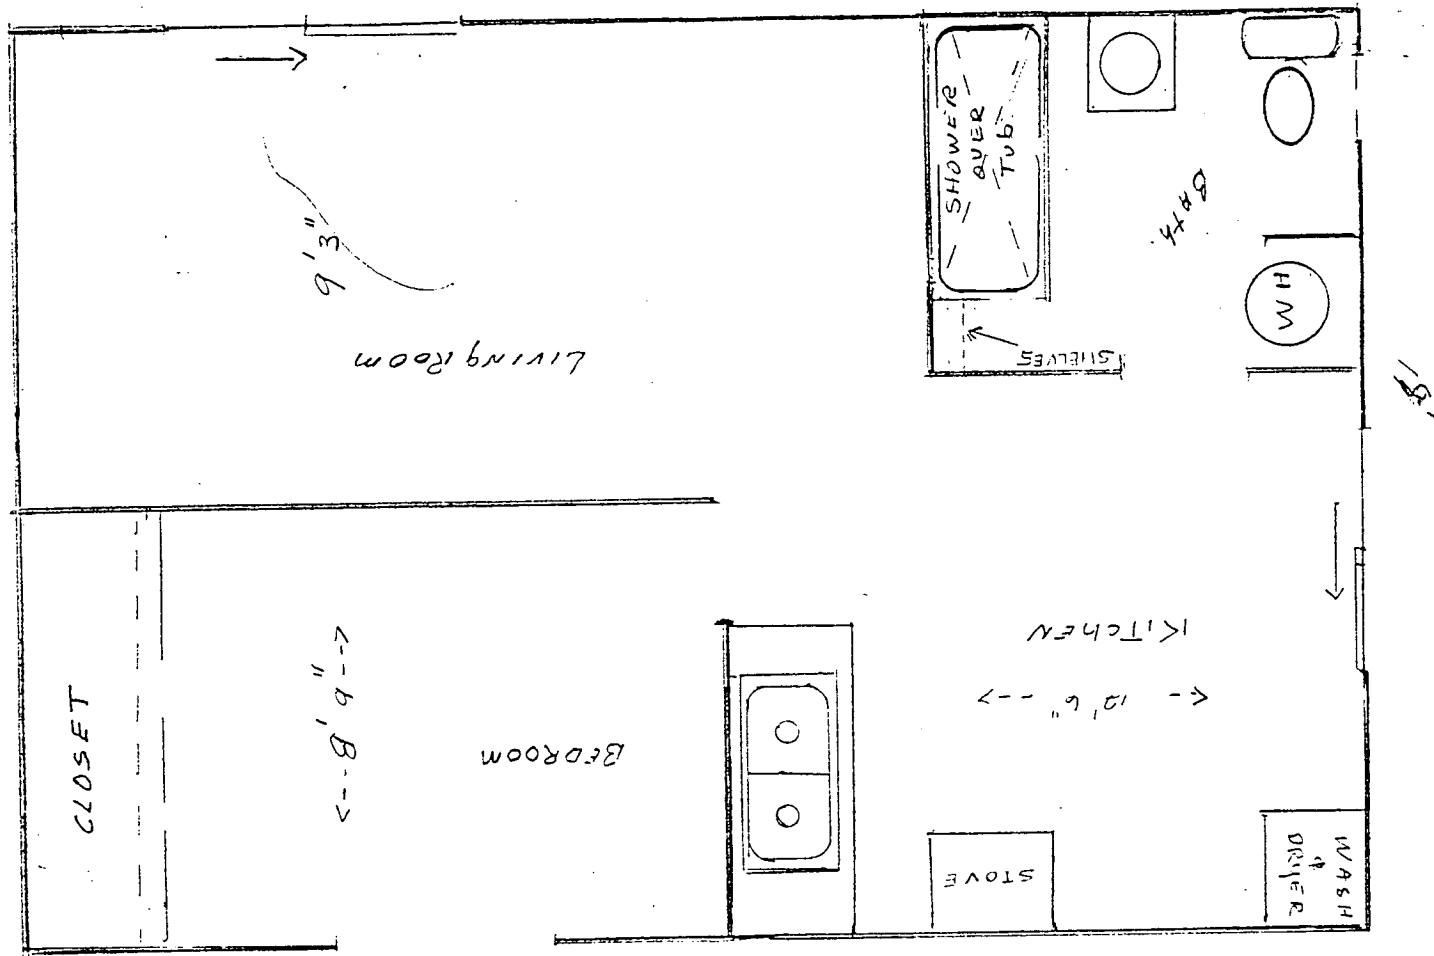 SHOWER
OVER
Tub
BAth
WH
SHELVES
9' 3"
LIVINg ROOM
18'
KITchEN
12' 6"
8' 9"
BEDROOM
CLOSET
STOVE
WASH
&
DRyER